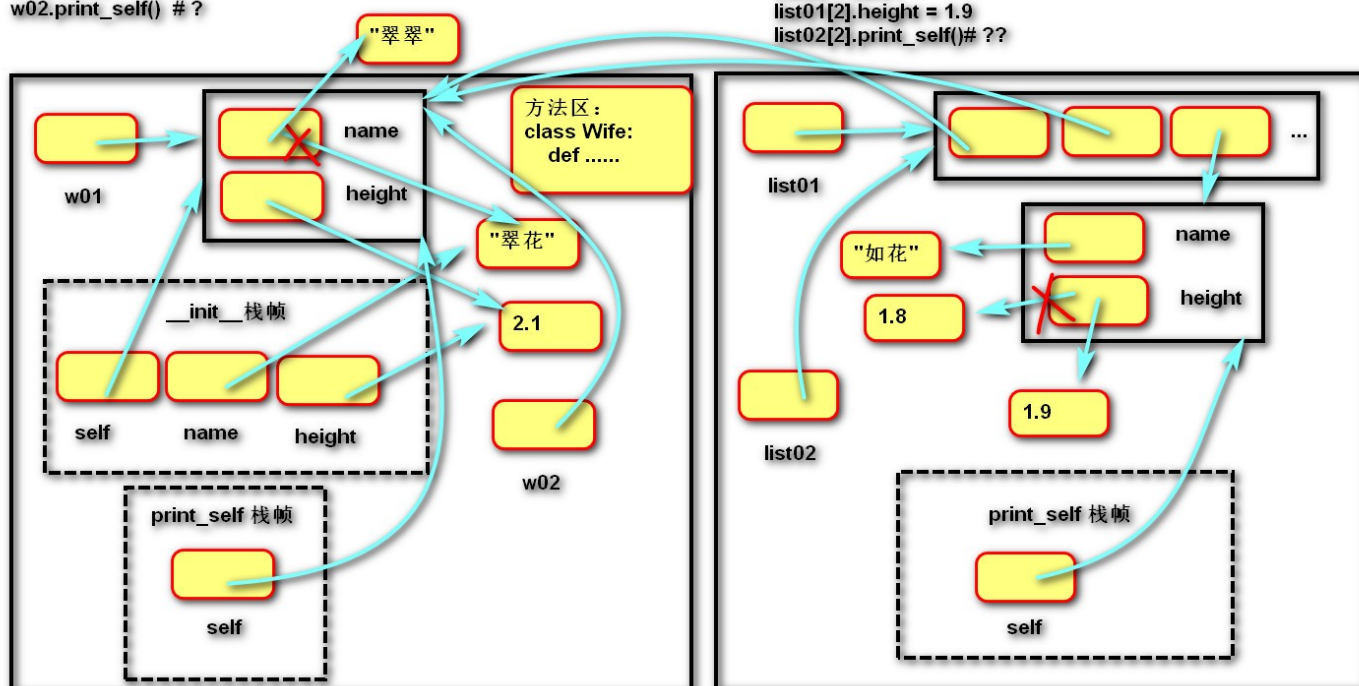 w02.print_self() # ?
list01[2].height = 1.9
list02[2].print_self()# ??
"翠翠"
方法区：
class Wife:
def ......
w01
name
height
"翠花"
2.1
__init__栈帧
self
name
height
w02
print_self 栈帧
self
list01
...
name
height
"如花"
1.8
1.9
list02
print_self 栈帧
self